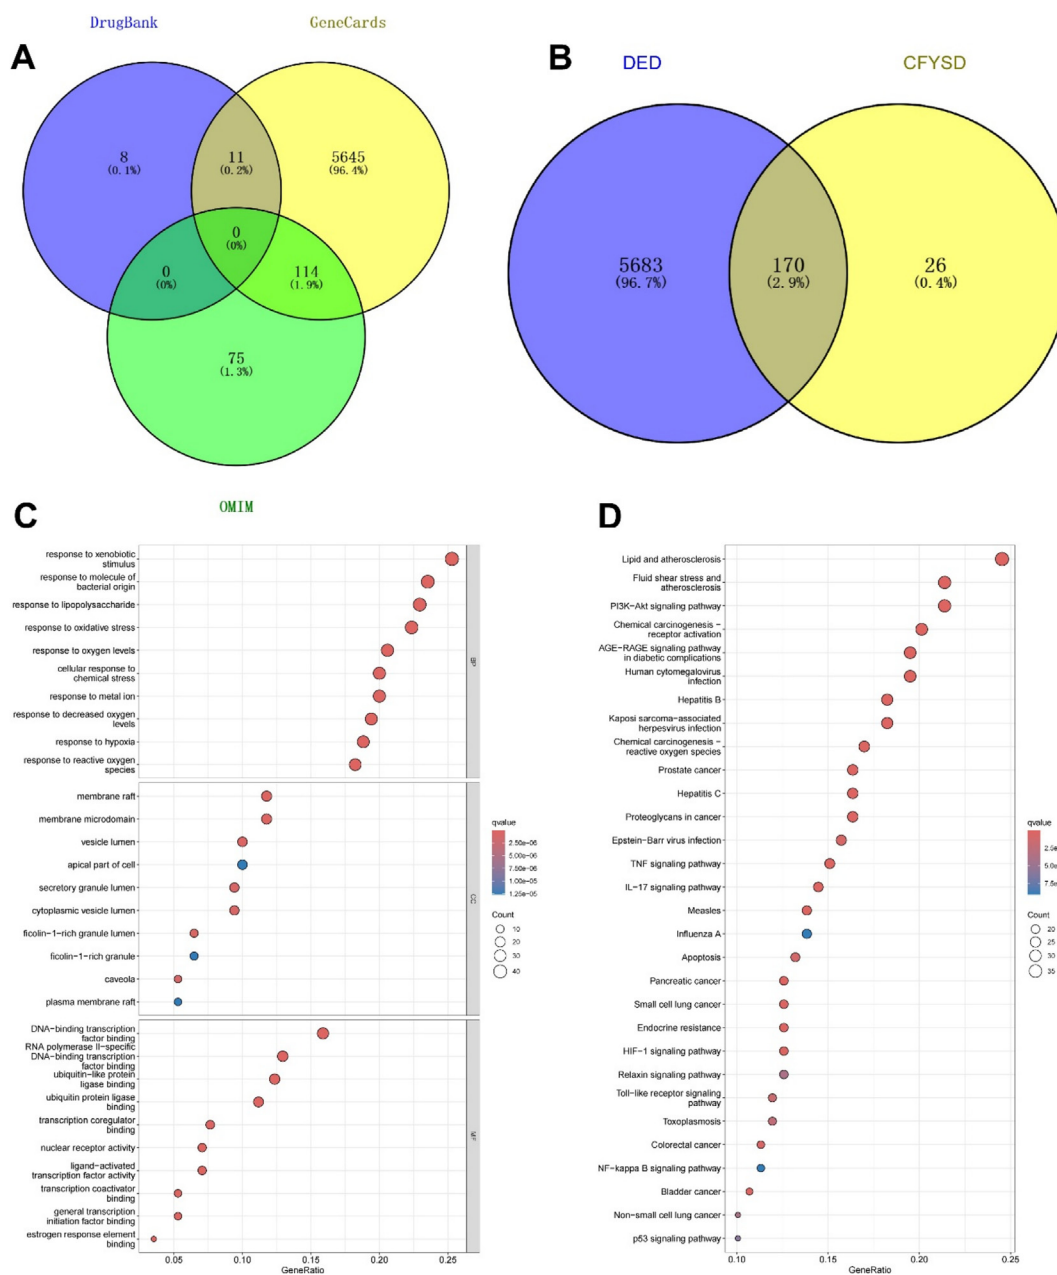 A
DrugBank
GeneCards
8
(0.1%)
11
(0.2%)
5645
(96.4%)
0
(0%)
0
(0%)
114
(1.9%)
75
(1.3%)
OMIM
B
DED
CFYSD
5683
(96.7%)
170
(2.9%)
26
(0.4%)
C
response to xenobiotic
stimulus
response to molecule of
bacterial origin
response to lipopolysaccharide
response to oxidative stress
response to oxygen levels
cellular response to
chemical stress
response to metal ion
response to decreased oxygen
levels
response to hypoxia
response to reactive oxygen
species
BP
membrane raft
membrane microdomain
vesicle lumen
apical part of cell
secretory granule lumen
cytoplasmic vesicle lumen
ficolin−1−rich granule lumen
ficolin−1−rich granule
caveola
plasma membrane raft
CC
DNA−binding transcription
factor binding
RNA polymerase II−specific
DNA−binding transcription
factor binding
ubiquitin−like protein
ligase binding
ubiquitin protein ligase
binding
transcription coregulator
binding
nuclear receptor activity
ligand−activated
transcription factor activity
transcription coactivator
binding
general transcription
initiation factor binding
estrogen response element
binding
MF
0.05
0.10
0.15
0.20
0.25
GeneRatio
qvalue
2.50e−06
5.00e−06
7.50e−06
1.00e−05
1.25e−05
Count
10
20
30
40
D
Lipid and atherosclerosis
Fluid shear stress and
atherosclerosis
PI3K−Akt signaling pathway
Chemical carcinogenesis −
receptor activation
AGE−RAGE signaling pathway
in diabetic complications
Human cytomegalovirus
infection
Hepatitis B
Kaposi sarcoma−associated
herpesvirus infection
Chemical carcinogenesis −
reactive oxygen species
Prostate cancer
Hepatitis C
Proteoglycans in cancer
Epstein−Barr virus infection
TNF signaling pathway
IL−17 signaling pathway
Measles
Influenza A
Apoptosis
Pancreatic cancer
Small cell lung cancer
Endocrine resistance
HIF−1 signaling pathway
Relaxin signaling pathway
Toll−like receptor signaling
pathway
Toxoplasmosis
Colorectal cancer
NF−kappa B signaling pathway
Bladder cancer
Non−small cell lung cancer
p53 signaling pathway
0.10
0.15
0.20
0.25
GeneRatio
qvalue
Count
20
25
30
35